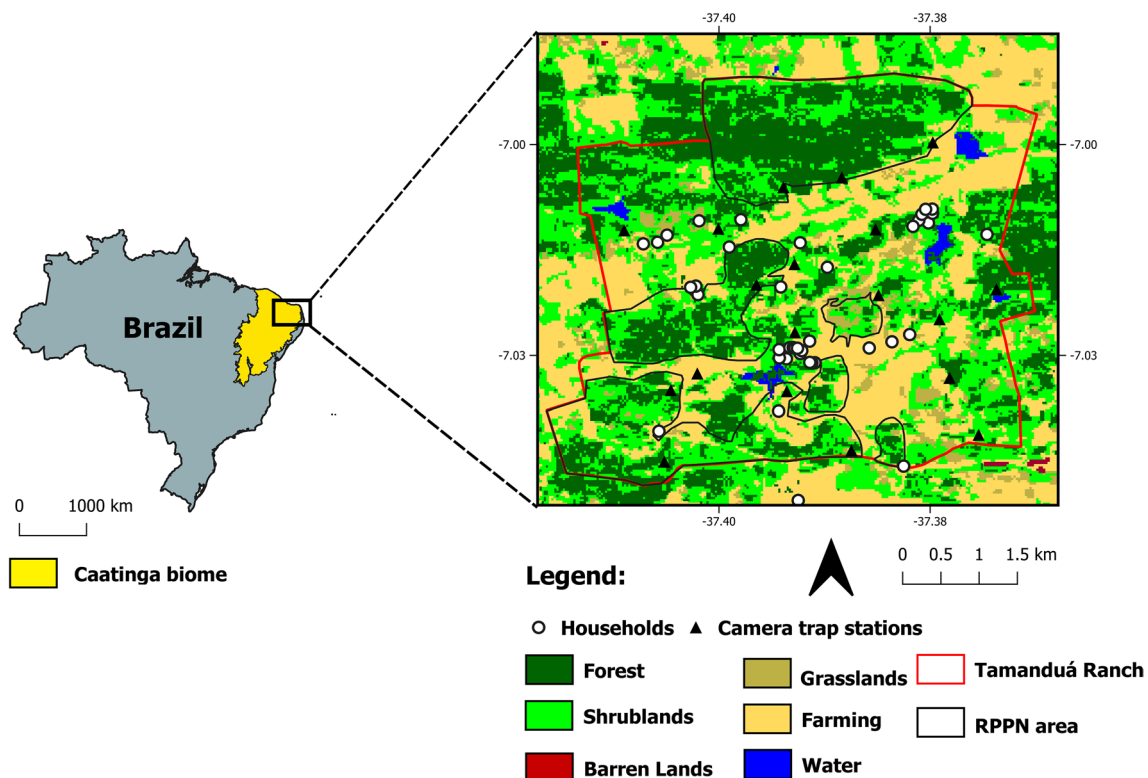 -37.40 -37.38
-7.00 -7.00
Brazil
-7.03 -7.03
-37.40 -37.38
0 1000 km
0 0.5 1 1.5 km
Caatinga biome
Legend:
Households Camera trap stations
Forest Grasslands Tamanduá Ranch
Shrublands Farming RPPN area
Barren Lands Water